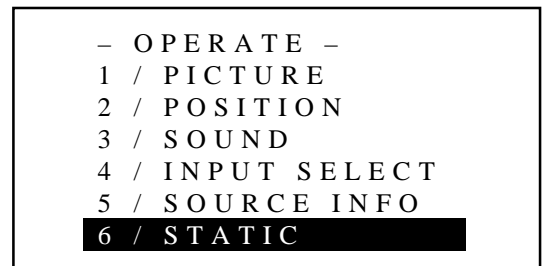 – OPERATE –
1 / PICTURE
2 / POSITION
3 / SOUND
4 / INPUT SELECT
5 / SOURCE INFO
6 / STATIC